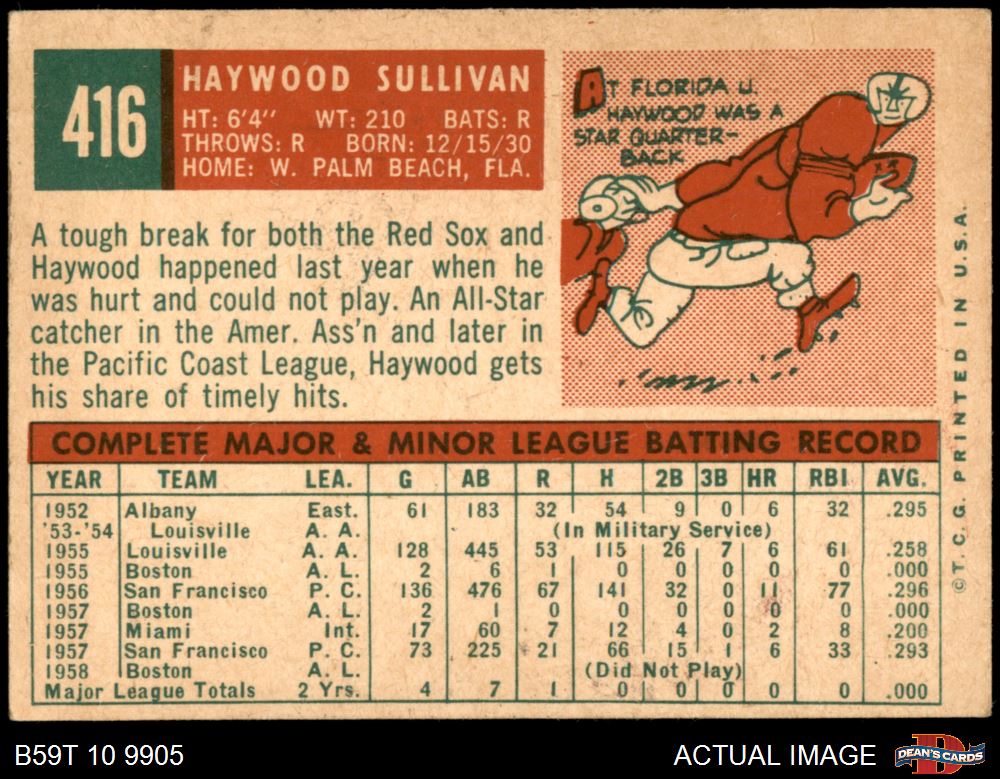 416
HAYWOOD SULLIVAN
HT: 6'4" WT: 210 BATS: R
THROWS: R BORN: 12/15/30
HOME: W. PALM BEACH, FLA.
AT FLORIDA U.
HAYWOOD WAS A
STAR QUARTER-
BACK
A tough break for both the Red Sox and
Haywood happened last year when he
was hurt and could not play. An All-Star
catcher in the Amer. Ass'n and later in
the Pacific Coast League, Haywood gets
his share of timely hits.
COMPLETE MAJOR & MINOR LEAGUE BATTING RECORD
YEAR TEAM LEA. G AB R H 2B 3B HR RBI AVG.
1952 Albany East. 61 183 32 54 9 0 6 32 .295
'53-'54 Louisville A. A. (In Military Service)
1955 Louisville A. A. 128 445 53 115 26 7 6 61 .258
1955 Boston A. L. 2 6 1 0 0 0 0 0 .000
1956 San Francisco P. C. 136 476 67 141 32 0 11 77 .296
1957 Boston A. L. 2 1 0 0 0 0 0 0 .000
1957 Miami Int. 17 60 7 12 4 0 2 8 .200
1957 San Francisco P. C. 73 225 21 66 15 1 6 33 .293
1958 Boston A. L. (Did Not Play)
Major League Totals 2 Yrs. 4 7 1 0 0 0 0 0 .000
© T. C. G. PRINTED IN U.S.A.
B59T 10 9905
ACTUAL IMAGE
DEAN'S CARDS